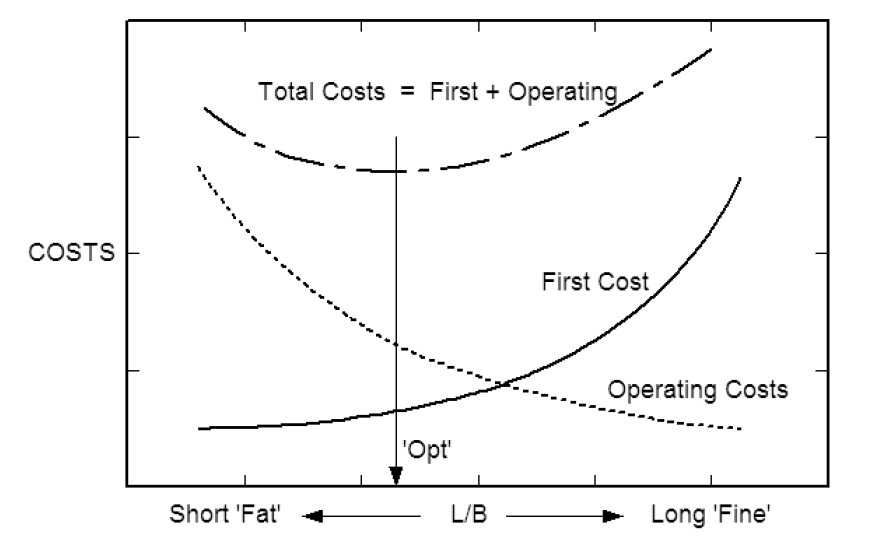 Total Costs = First + Operating
COSTS
First Cost
Operating Costs
'Opt'
Short 'Fat' L/B Long 'Fine'